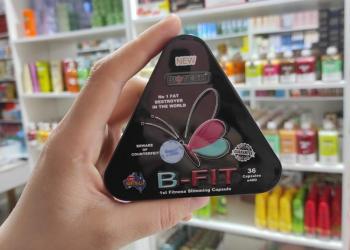 NEW
No 1 FAT
DESTROYER
IN THE WORLD
BEWARE
OF COUNTERFEIT
B-FIT
1st Fitness Slimming Capsule
36
Capsules